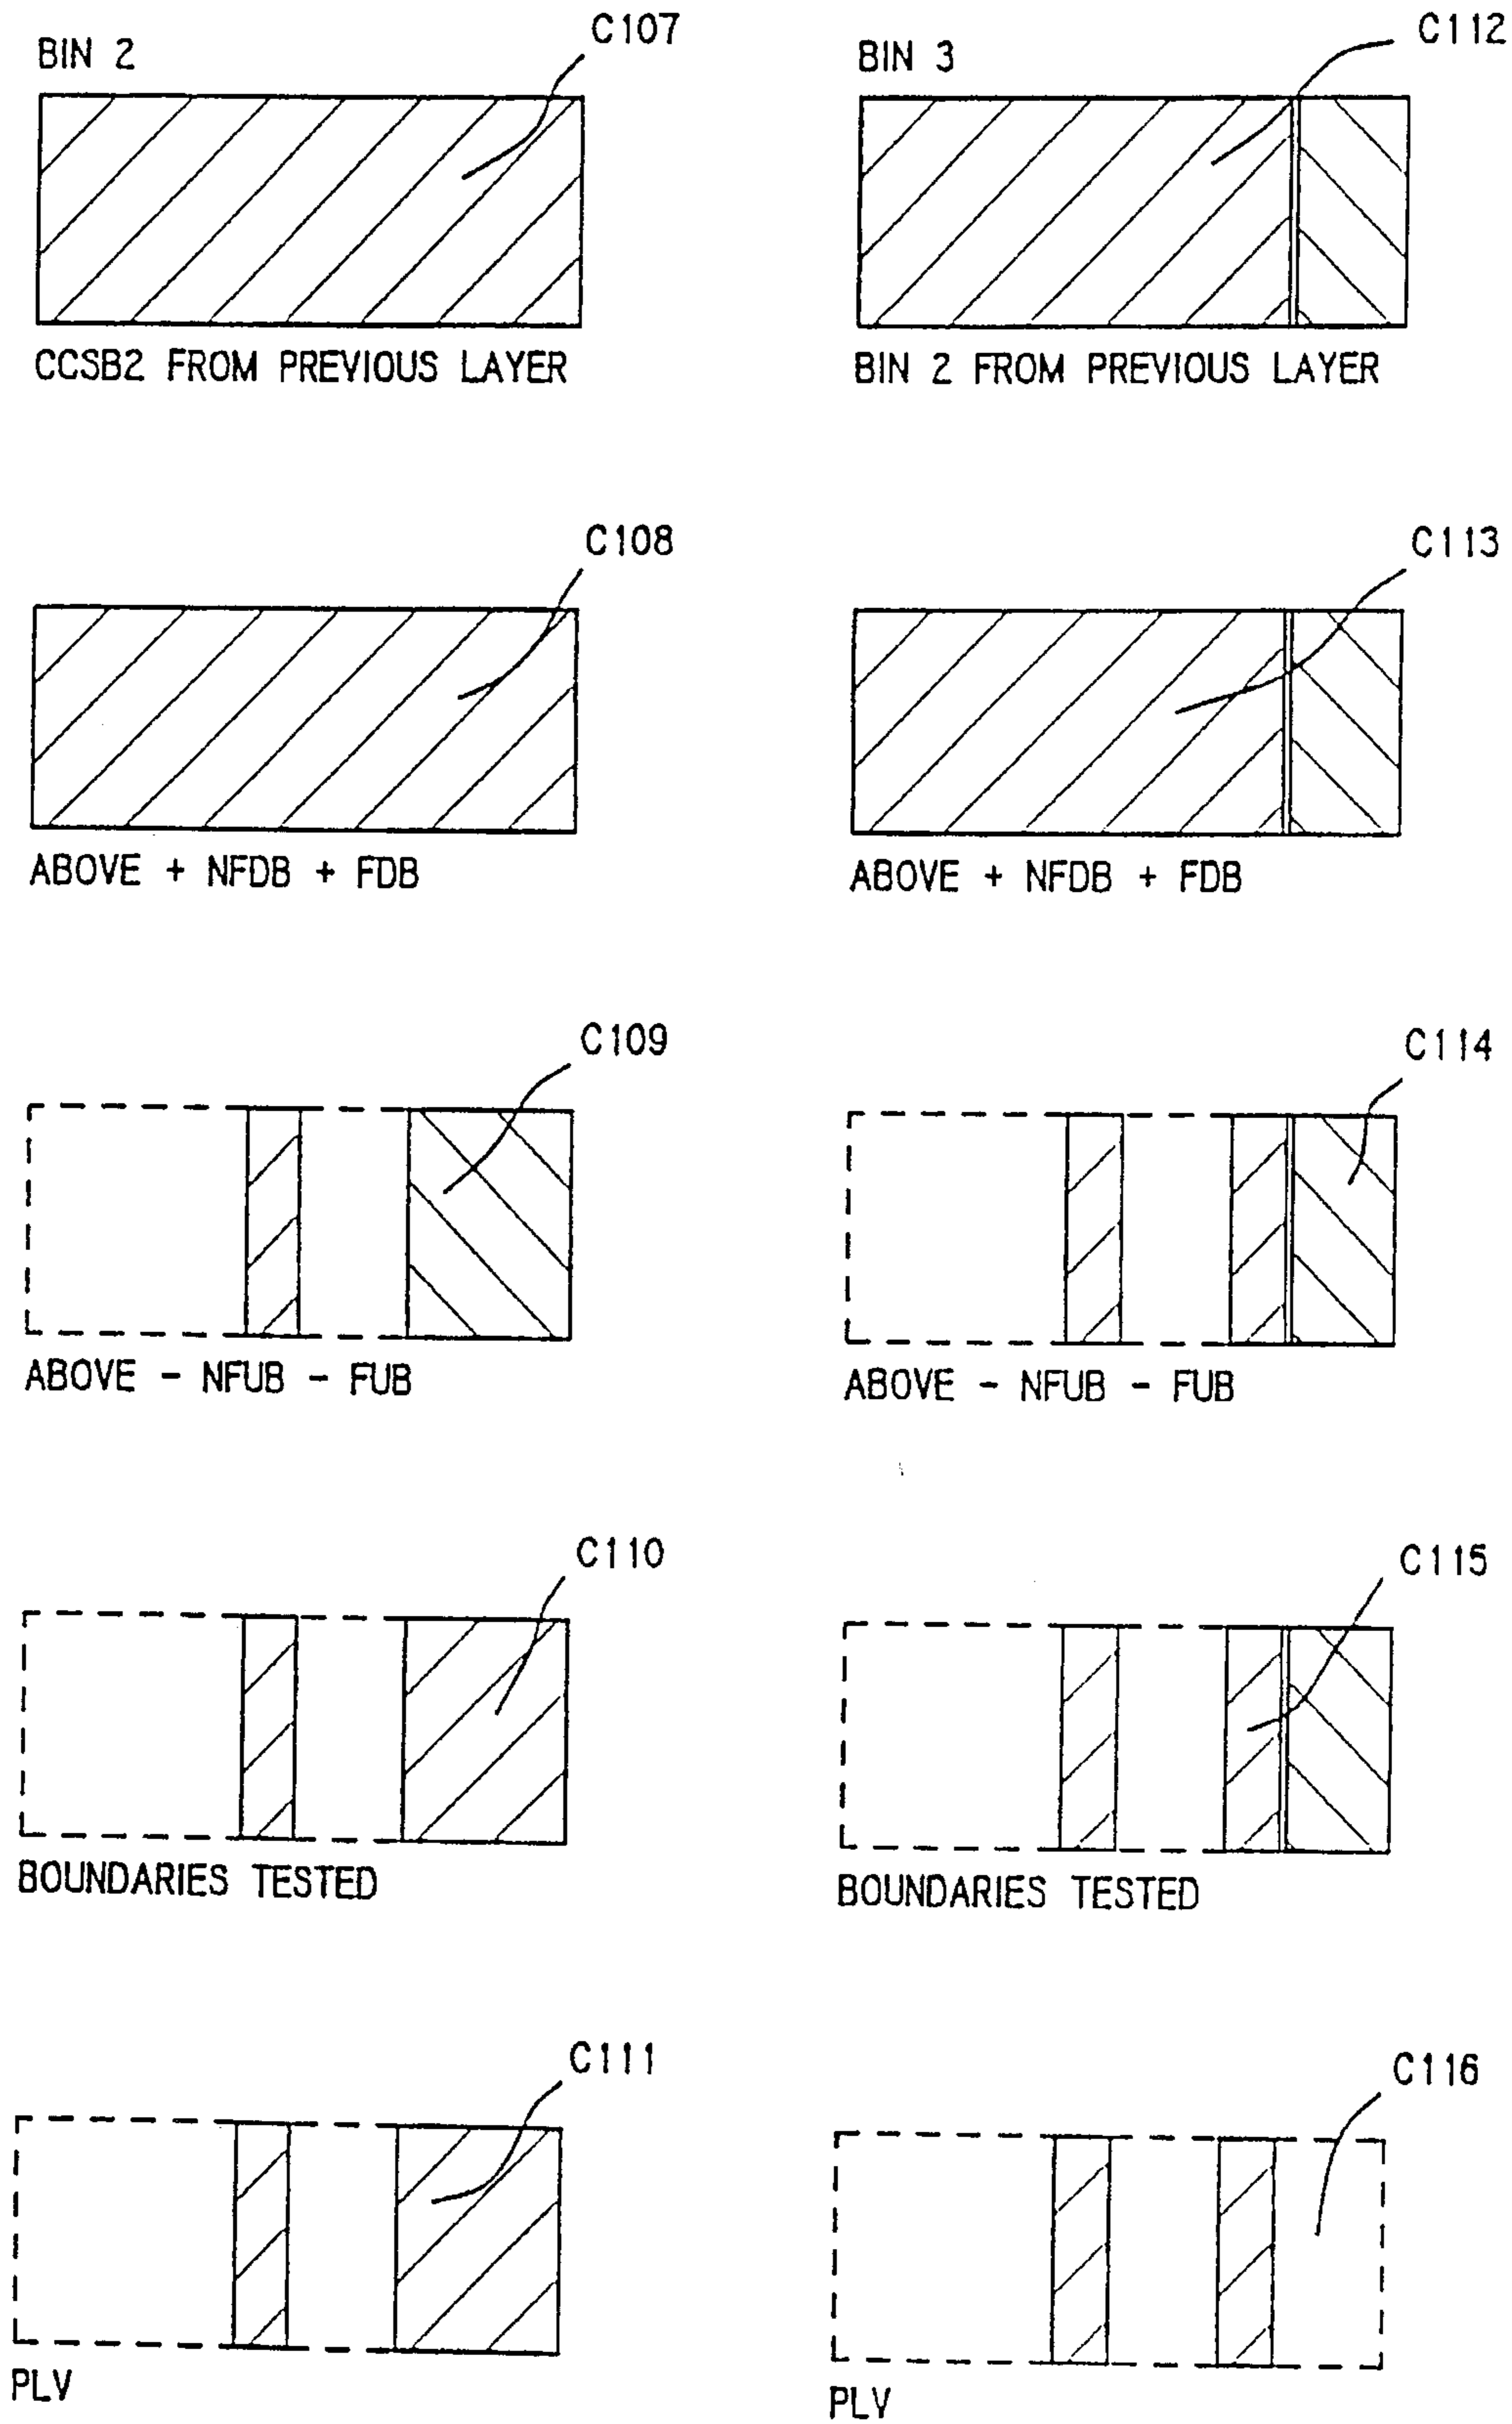 BIN 2
C107
CCSB2 FROM PREVIOUS LAYER
C108
ABOVE + NFDB + FDB
C109
ABOVE - NFUB - FUB
C110
BOUNDARIES TESTED
C111
PLV
BIN 3
C112
BIN 2 FROM PREVIOUS LAYER
C113
ABOVE + NFDB + FDB
C114
ABOVE - NFUB - FUB
C115
BOUNDARIES TESTED
C116
PLV